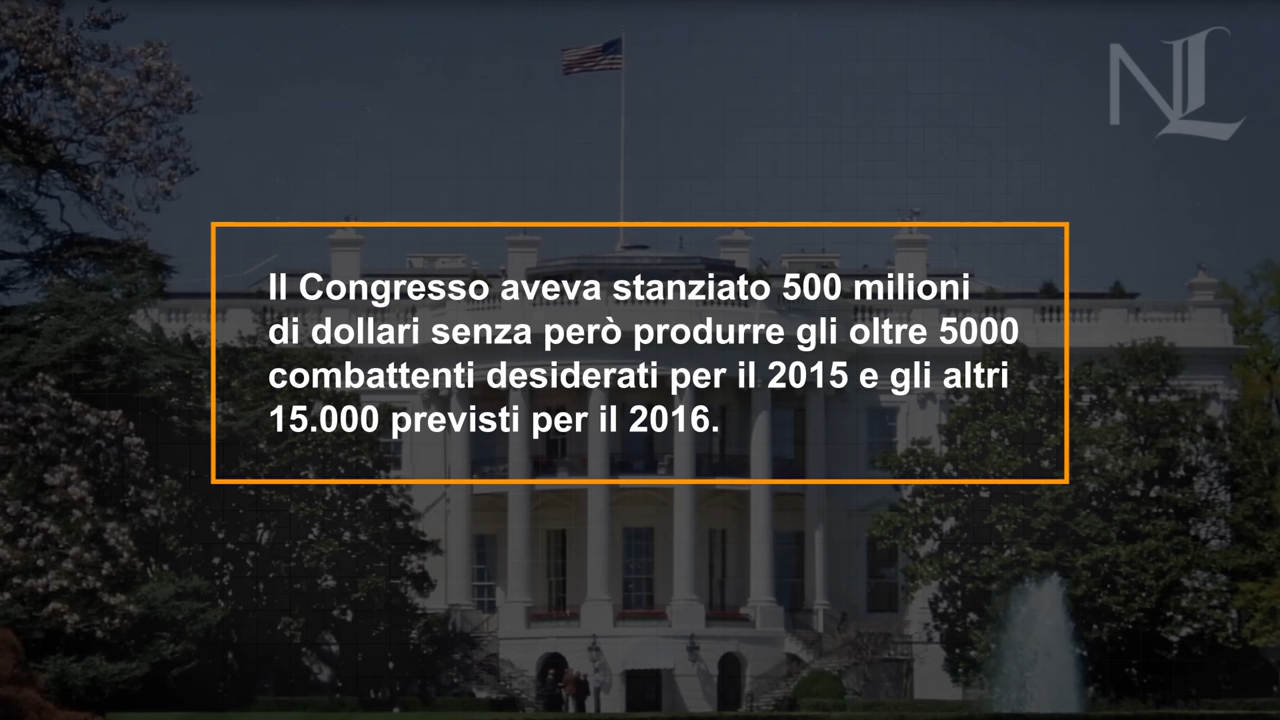 NL
Il Congresso aveva stanziato 500 milioni
di dollari senza però produrre gli oltre 5000
combattenti desiderati per il 2015 e gli altri
15.000 previsti per il 2016.